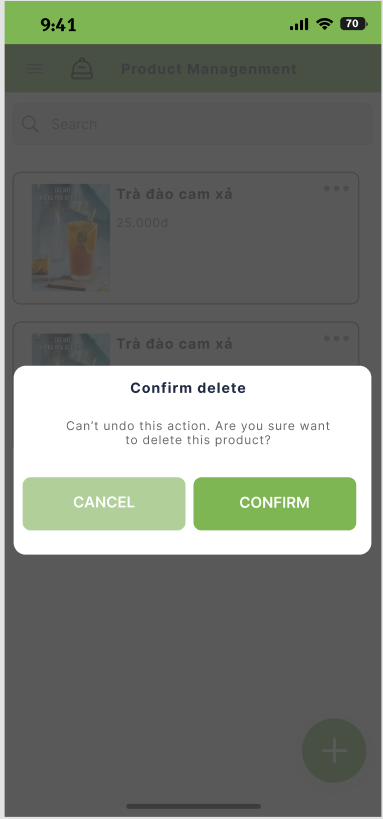 9:41
70
Product Managenment
Search
Trà đào cam xả
25.000đ
Trà đào cam xả
Confirm delete
Can't undo this action. Are you sure want
to delete this product?
CANCEL
CONFIRM